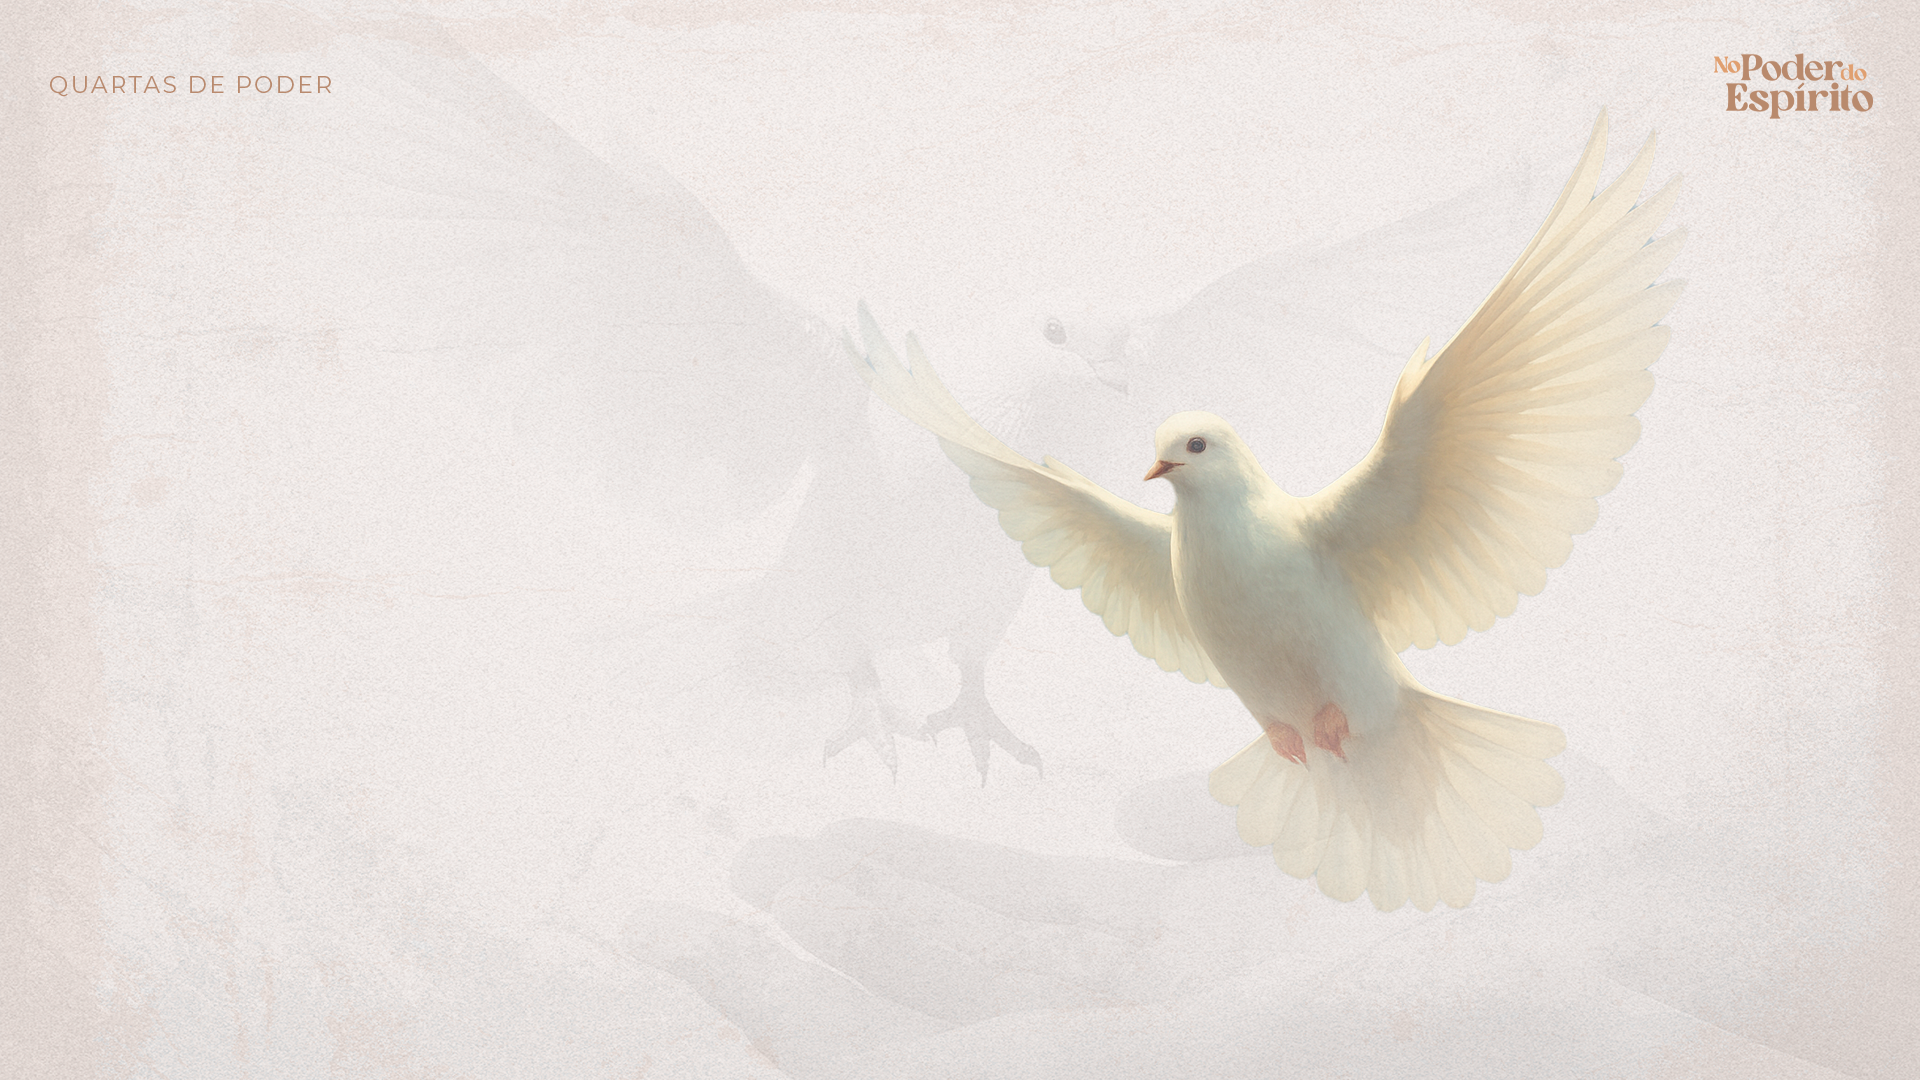 QUARTAS DE PODER
No Poder do
Espírito